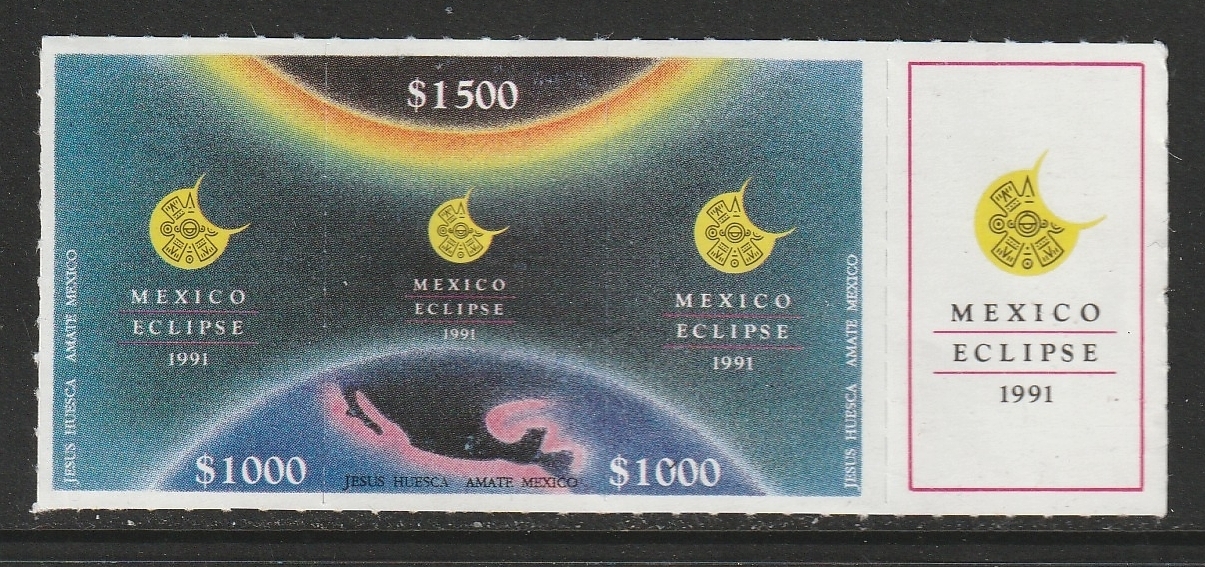 $1500
MEXICO
ECLIPSE
1991
MEXICO
ECLIPSE
1991
MEXICO
ECLIPSE
1991
MEXICO
ECLIPSE
1991
JESUS HUESCA AMATE MEXICO
$1000
JESUS HUESCA AMATE MEXICO
$1000
JESUS HUESCA AMATE MEXICO